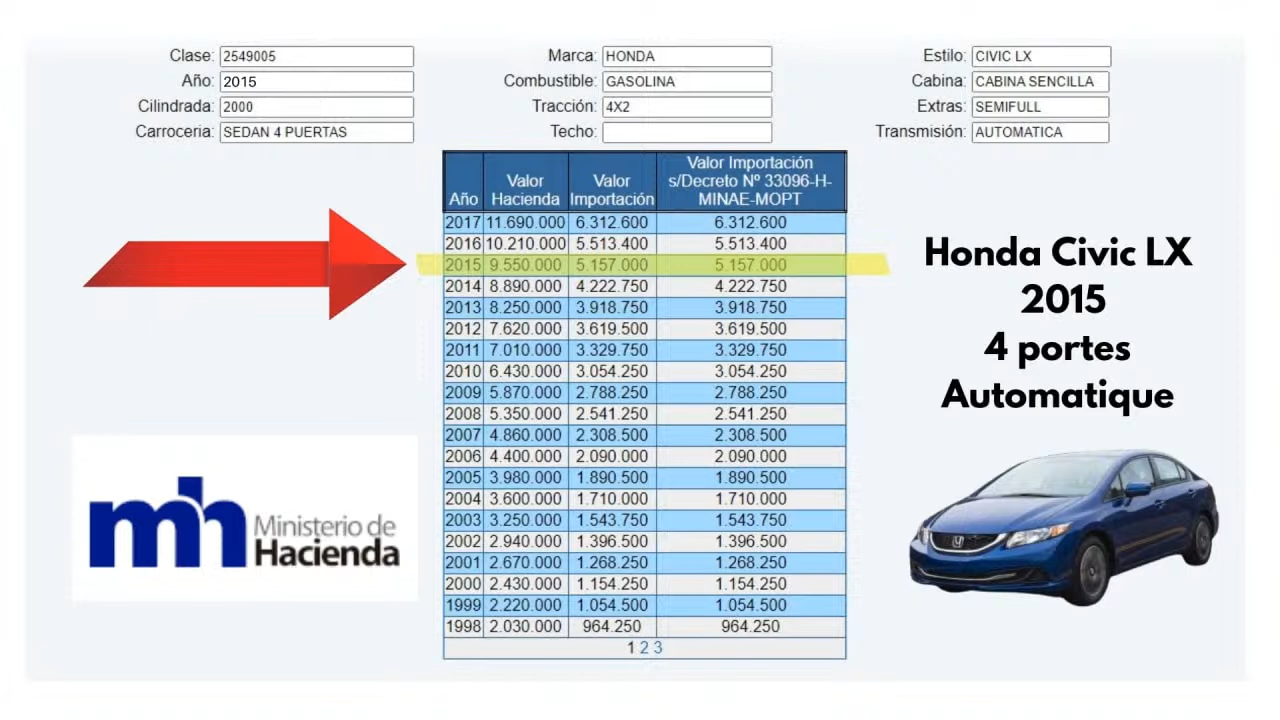 Clase: 2549005 Marca: HONDA Estilo: CIVIC LX
Año: 2015 Combustible: GASOLINA Cabina: CABINA SENCILLA
Cilindrada: 2000 Tracción: 4X2 Extras: SEMIFULL
Carroceria: SEDAN 4 PUERTAS Techo: Transmisión: AUTOMATICA
Año Valor Hacienda Valor Importación Valor Importación s/Decreto Nº 33096-H-MINAE-MOPT
2017 11.690.000 6.312.600 6.312.600
2016 10.210.000 5.513.400 5.513.400
2015 9.550.000 5.157.000 5.157.000
2014 8.890.000 4.222.750 4.222.750
2013 8.250.000 3.918.750 3.918.750
2012 7.620.000 3.619.500 3.619.500
2011 7.010.000 3.329.750 3.329.750
2010 6.430.000 3.054.250 3.054.250
2009 5.870.000 2.788.250 2.788.250
2008 5.350.000 2.541.250 2.541.250
2007 4.860.000 2.308.500 2.308.500
2006 4.400.000 2.090.000 2.090.000
2005 3.980.000 1.890.500 1.890.500
2004 3.600.000 1.710.000 1.710.000
2003 3.250.000 1.543.750 1.543.750
2002 2.940.000 1.396.500 1.396.500
2001 2.670.000 1.268.250 1.268.250
2000 2.430.000 1.154.250 1.154.250
1999 2.220.000 1.054.500 1.054.500
1998 2.030.000 964.250 964.250
1 2 3
Honda Civic LX
2015
4 portes
Automatique
mh
Ministerio de
Hacienda